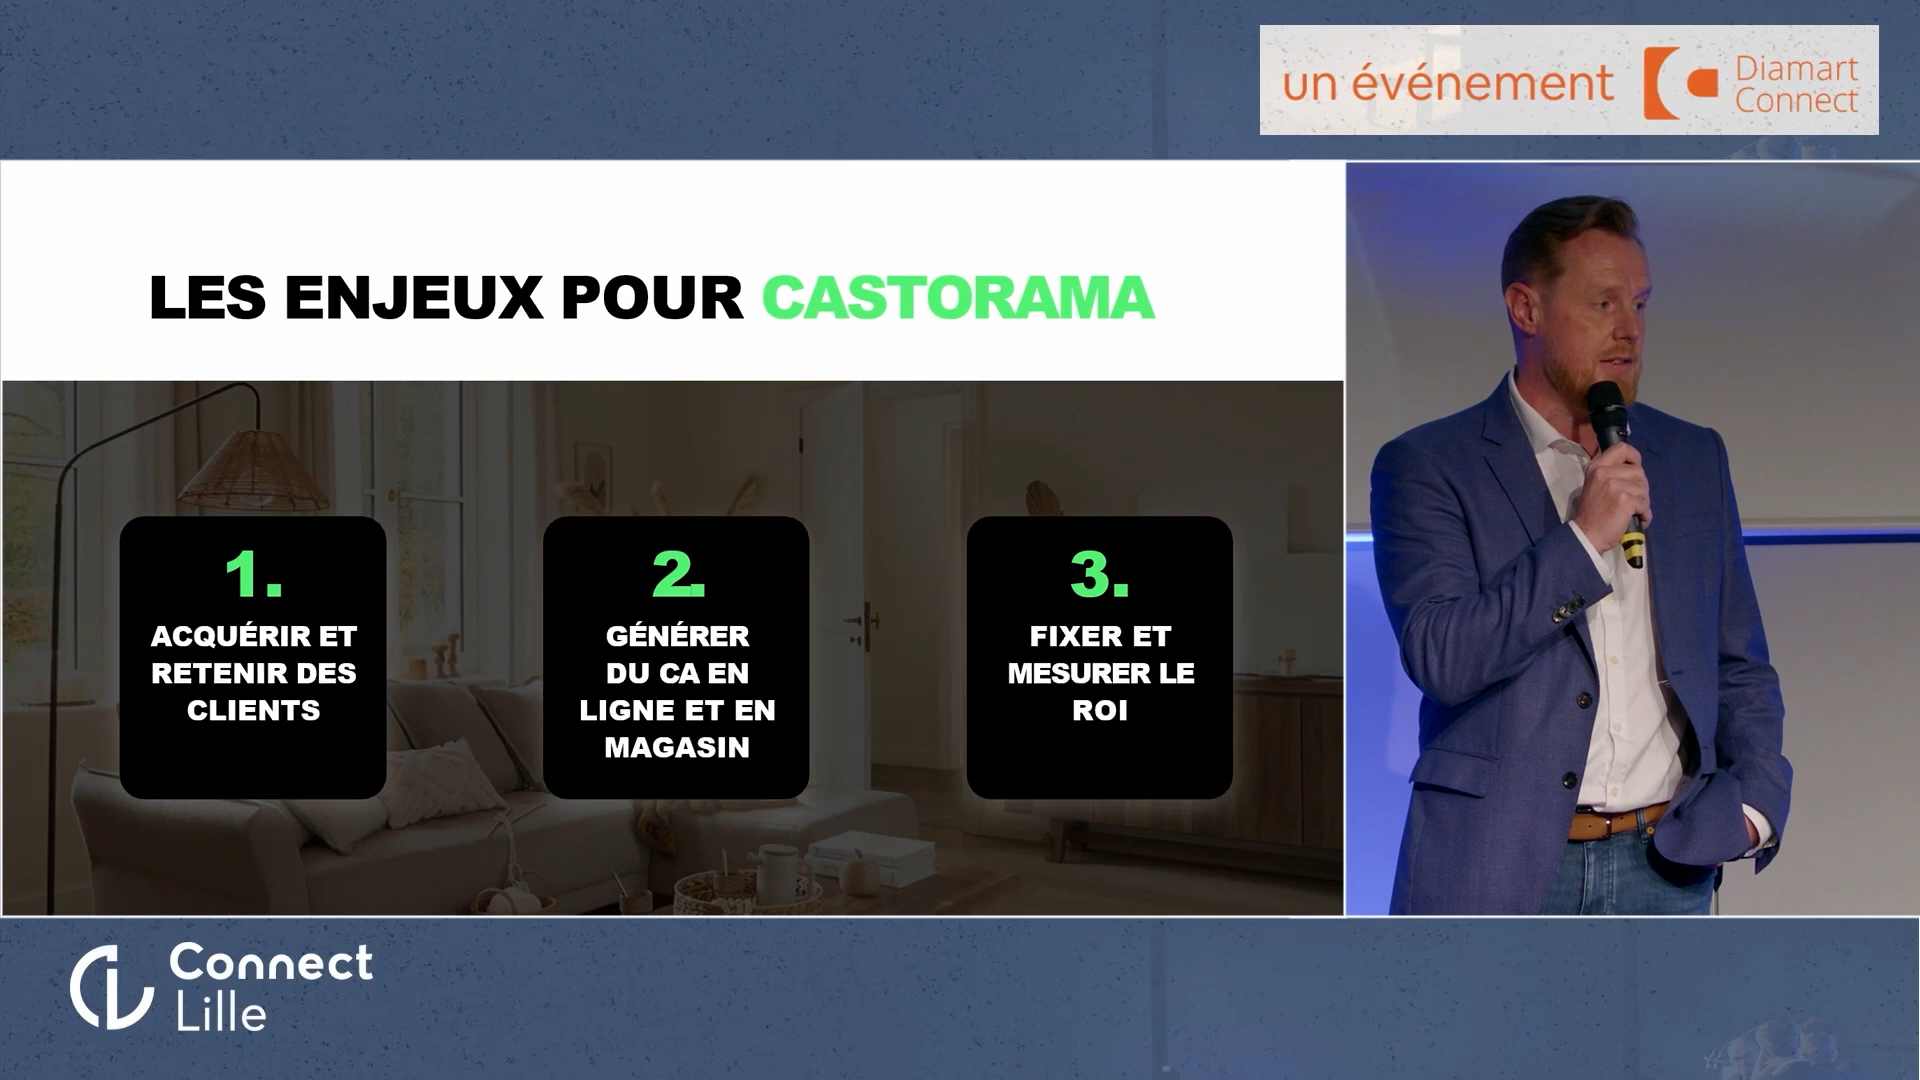 un événement
Diamart
Connect
LES ENJEUX POUR CASTORAMA
1.
ACQUÉRIR ET
RETENIR DES
CLIENTS
2.
GÉNÉRER
DU CA EN
LIGNE ET EN
MAGASIN
3.
FIXER ET
MESURER LE
ROI
Connect
Lille